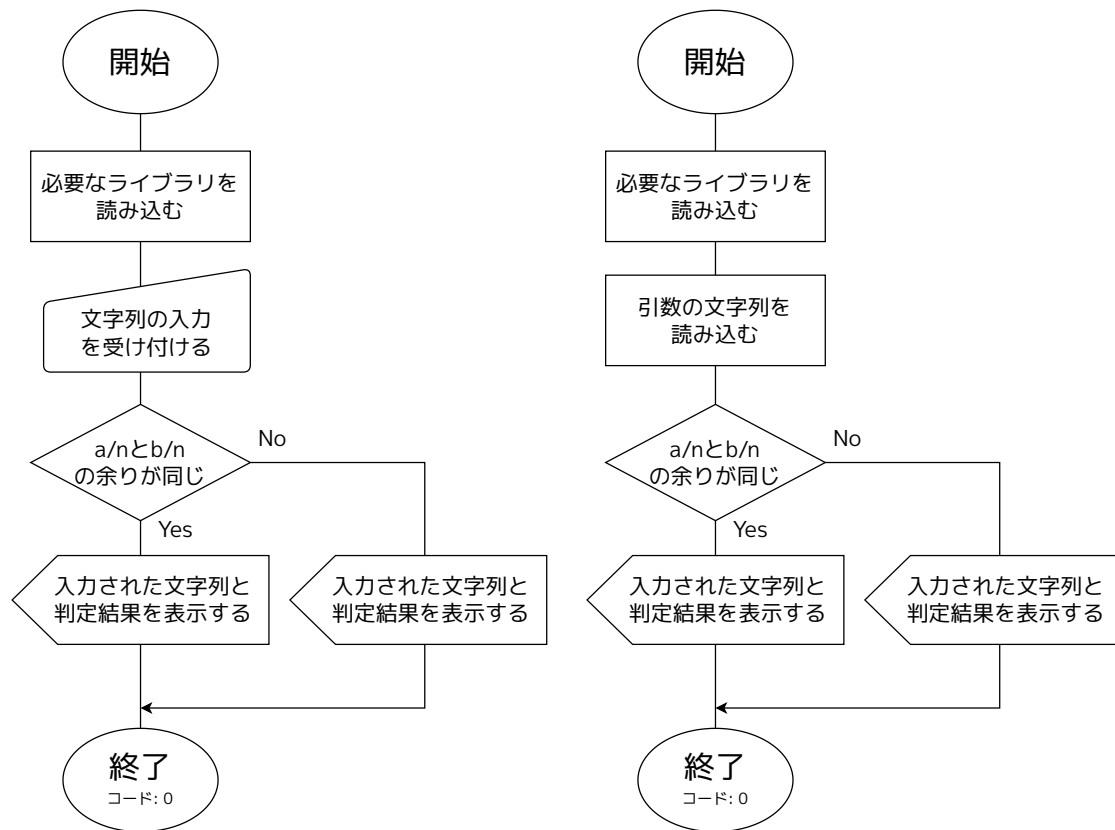 開始
必要なライブラリを
読み込む
文字列の入力
を受け付ける
a/nとb/n
の余りが同じ
No
Yes
入力された文字列と
判定結果を表示する
入力された文字列と
判定結果を表示する
終了
コード: 0
開始
必要なライブラリを
読み込む
引数の文字列を
読み込む
a/nとb/n
の余りが同じ
No
Yes
入力された文字列と
判定結果を表示する
入力された文字列と
判定結果を表示する
終了
コード: 0